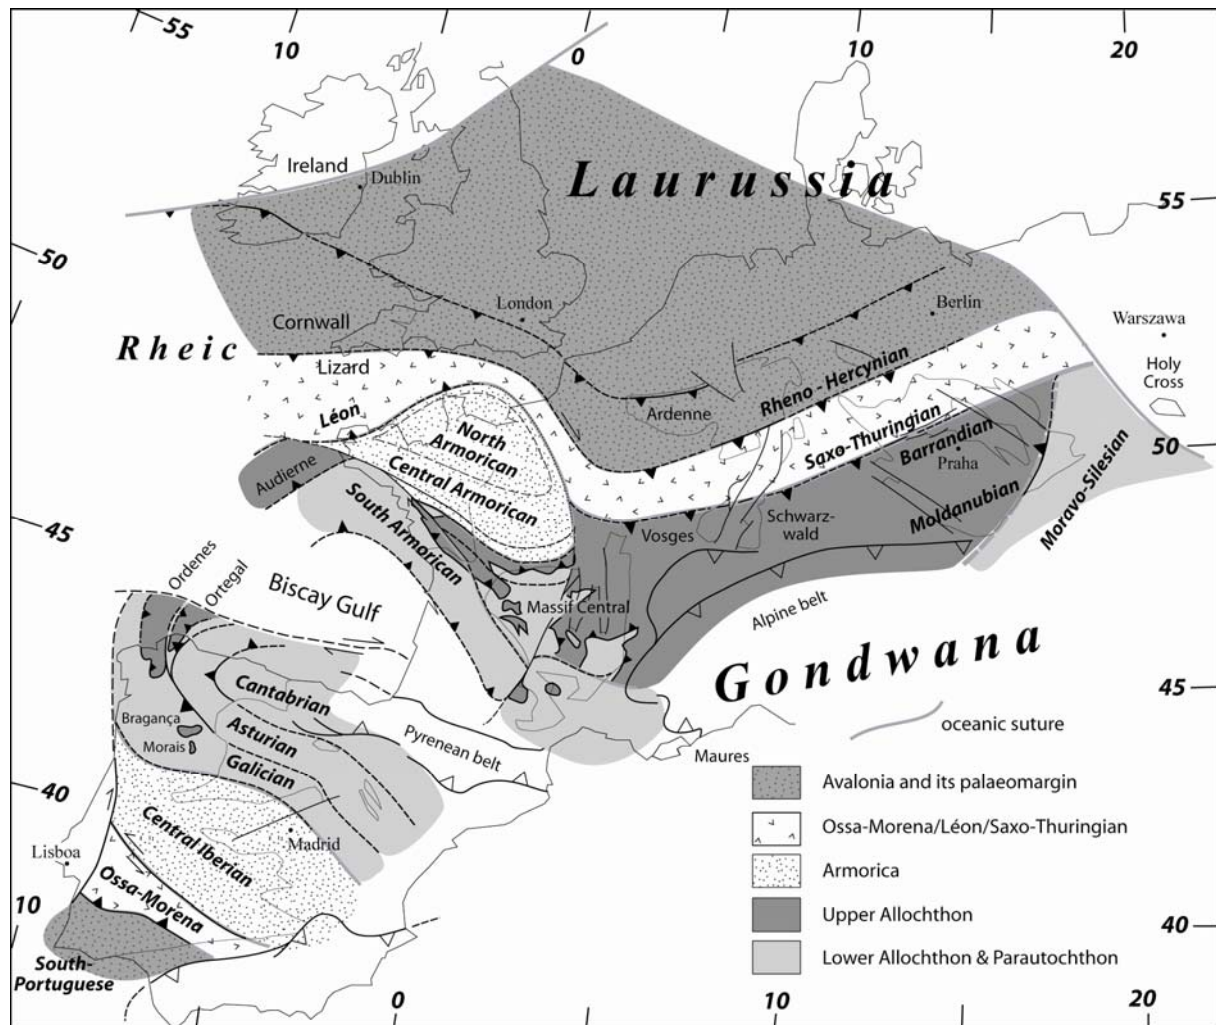 55
10
0
10
20
Ireland
Dublin
Laurussia
55
50
London
Berlin
Cornwall
Warszawa
Rheic
Lizard
Holy
Cross
Rheno-Hercynian
Ardenne
Léon
North
Armorican
Saxo-Thuringian
Barrandian
50
Central Armorican
Praha
Audierne
Moravo-Silesian
South Armorican
Schwarz-
wald
Moldanubian
Vosges
45
Ordenes
Ortegal
Biscay Gulf
Massif Central
Alpine belt
Gondwana
Cantabrian
45
Bragança
Asturian
oceanic suture
Morais
Pyrenean belt
Maures
Galician
40
Avalonia and its palaeomargin
Central Iberian
Ossa-Morena/Léon/Saxo-Thuringian
Madrid
Lisboa
Armorica
Ossa-Morena
10
Upper Allochthon
40
Lower Allochthon & Parautochthon
South-
Portuguese
0
10
20